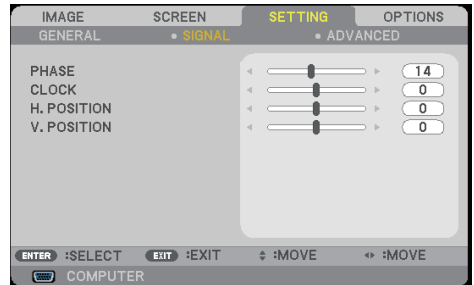 IMAGE SCREEN SETTING OPTIONS
GENERAL • SIGNAL • ADVANCED
PHASE 14
CLOCK 0
H. POSITION 0
V. POSITION 0
ENTER :SELECT EXIT :EXIT :MOVE :MOVE
COMPUTER